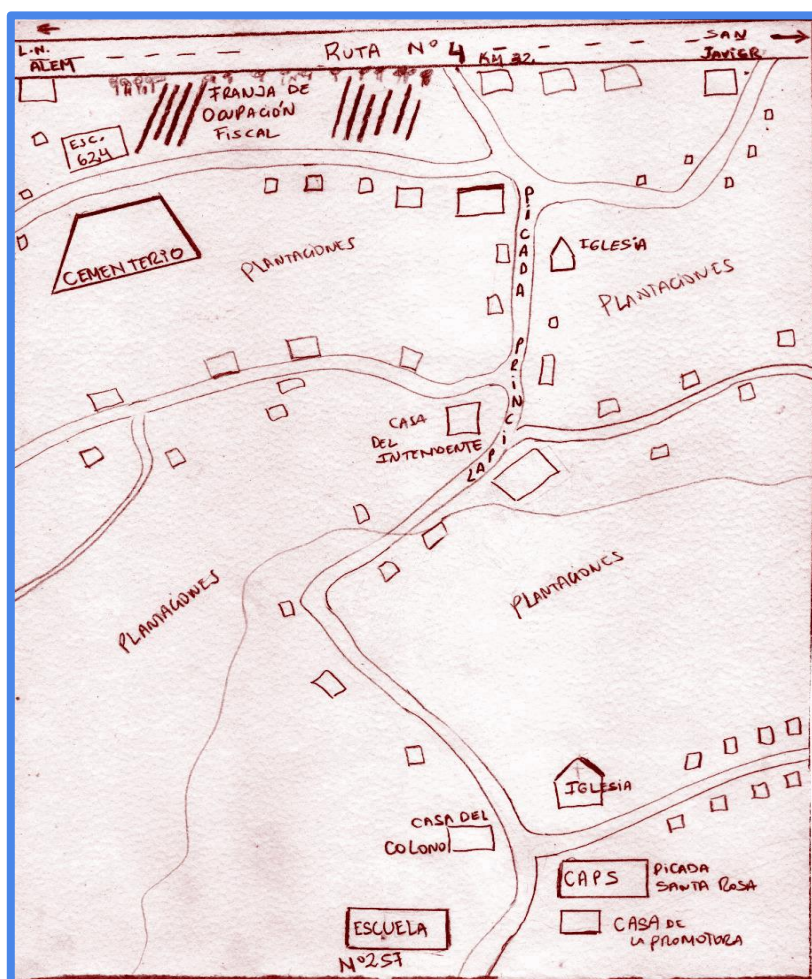 L.N.
ALEM
RUTA Nº 4 KM 32.
SAN
JAVIER
FRANJA DE
OCUPACIÓN
FISCAL
ESC.
624
CEMENTERIO
PLANTACIONES
PICADA PRINCIPAL
IGLESIA
PLANTACIONES
CASA
DEL
INTENDENTE
PLANTACIONES
PLANTACIONES
IGLESIA
CASA DEL
COLONO
CAPS
PICADA
SANTA ROSA
ESCUELA
Nº257
CASA DE
LA PROMOTORA